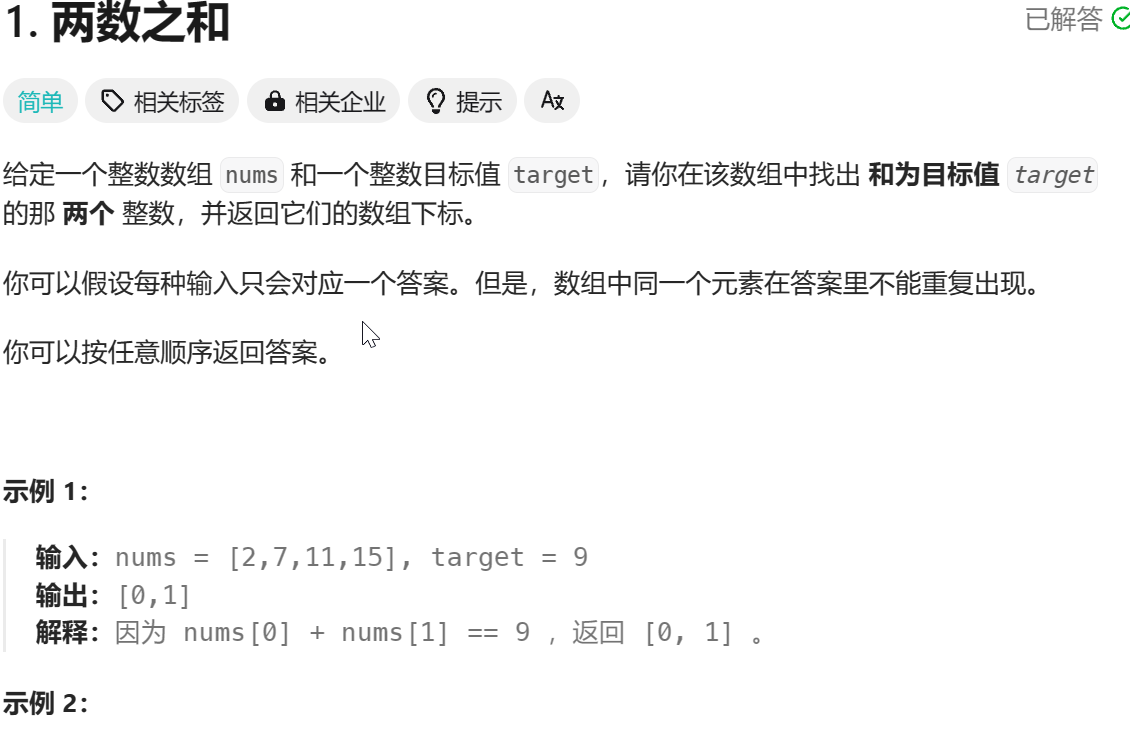 1. 两数之和
已解答
简单 相关标签 相关企业 提示
给定一个整数数组 nums 和一个整数目标值 target，请你在该数组中找出 和为目标值 target
的那 两个 整数，并返回它们的数组下标。
你可以假设每种输入只会对应一个答案。但是，数组中同一个元素在答案里不能重复出现。
你可以按任意顺序返回答案。
示例 1：
输入：nums = [2,7,11,15], target = 9
输出：[0,1]
解释：因为 nums[0] + nums[1] == 9 ，返回 [0, 1] 。
示例 2：